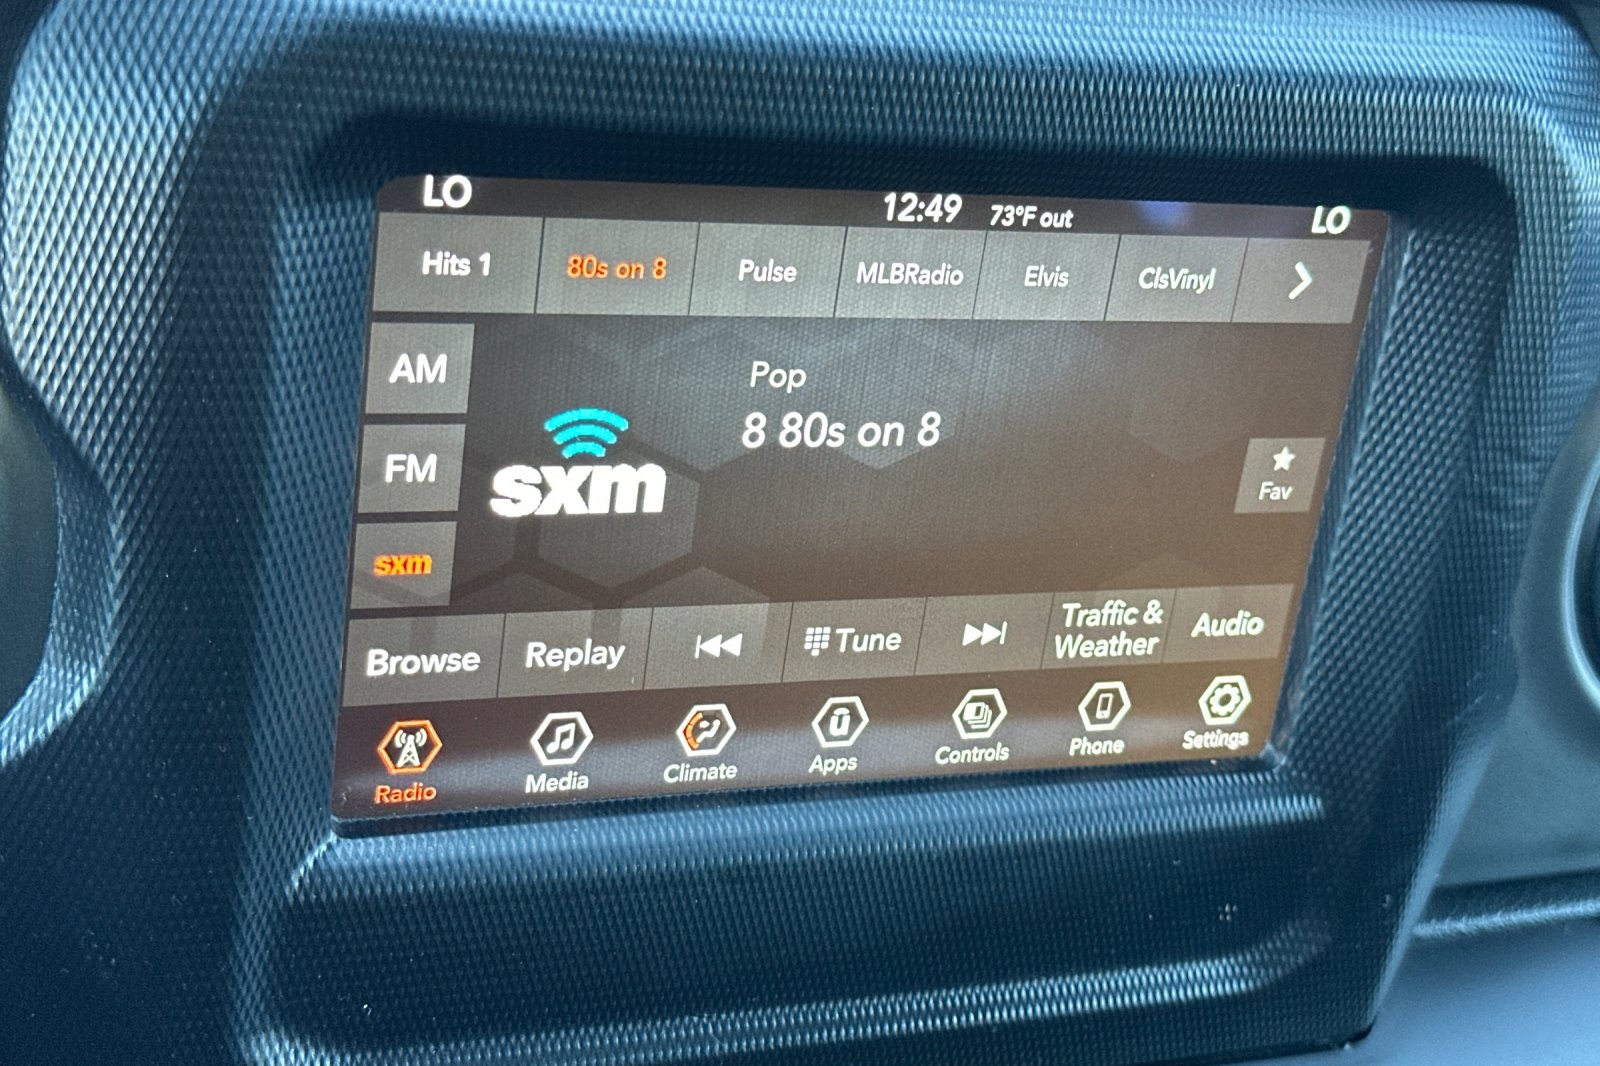 LO 12:49 73°F out LO
Hits 1 80s on 8 Pulse MLBRadio Elvis ClsVinyl
AM
Pop
8 80s on 8
FM
sxm
Fav
sxm
Browse Replay Tune Traffic & Weather Audio
Radio Media Climate Apps Controls Phone Settings